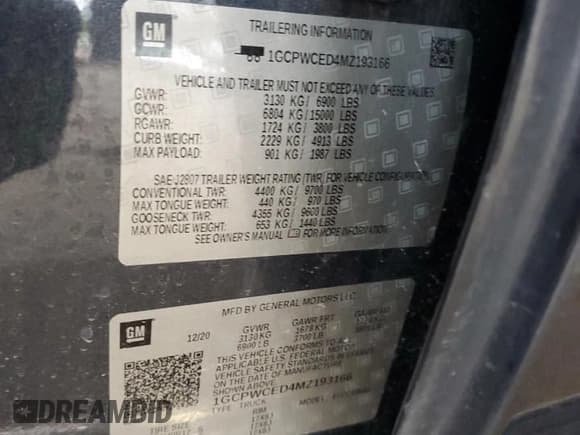 GM
TRAILERING INFORMATION
1GCPWCED4MZ193166
VEHICLE AND TRAILER MUST NOT EXCEED ANY OF THESE VALUES
GVWR: 3130 KG / 6900 LBS
GCWR: 6804 KG / 15000 LBS
RGAWR: 1724 KG / 3800 LBS
CURB WEIGHT: 2229 KG / 4913 LBS
MAX PAYLOAD: 901 KG / 1987 LBS
SAE J2807 TRAILER WEIGHT RATING (TWR) FOR VEHICLE CONFIGURATION
CONVENTIONAL TWR: 4400 KG / 9700 LBS
MAX TONGUE WEIGHT: 440 KG / 970 LBS
GOOSENECK TWR: 4355 KG / 9600 LBS
MAX TONGUE WEIGHT: 653 KG / 1440 LBS
SEE OWNER'S MANUAL FOR MORE INFORMATION.
MFD BY GENERAL MOTORS LLC
GM
12/20 GVWR GAWR FRT GAWR RR
3130 KG 1678 KG
6900 LB 3700 LB
THIS VEHICLE CONFORMS TO ALL
APPLICABLE U.S. FEDERAL MOTOR
VEHICLE SAFETY STANDARDS IN EFFECT
ON THE DATE OF MANUFACTURE
SHOWN ABOVE
1GCPWCED4MZ193166
TYPE: TRUCK
TIRE SIZE RIM
DREAMBID